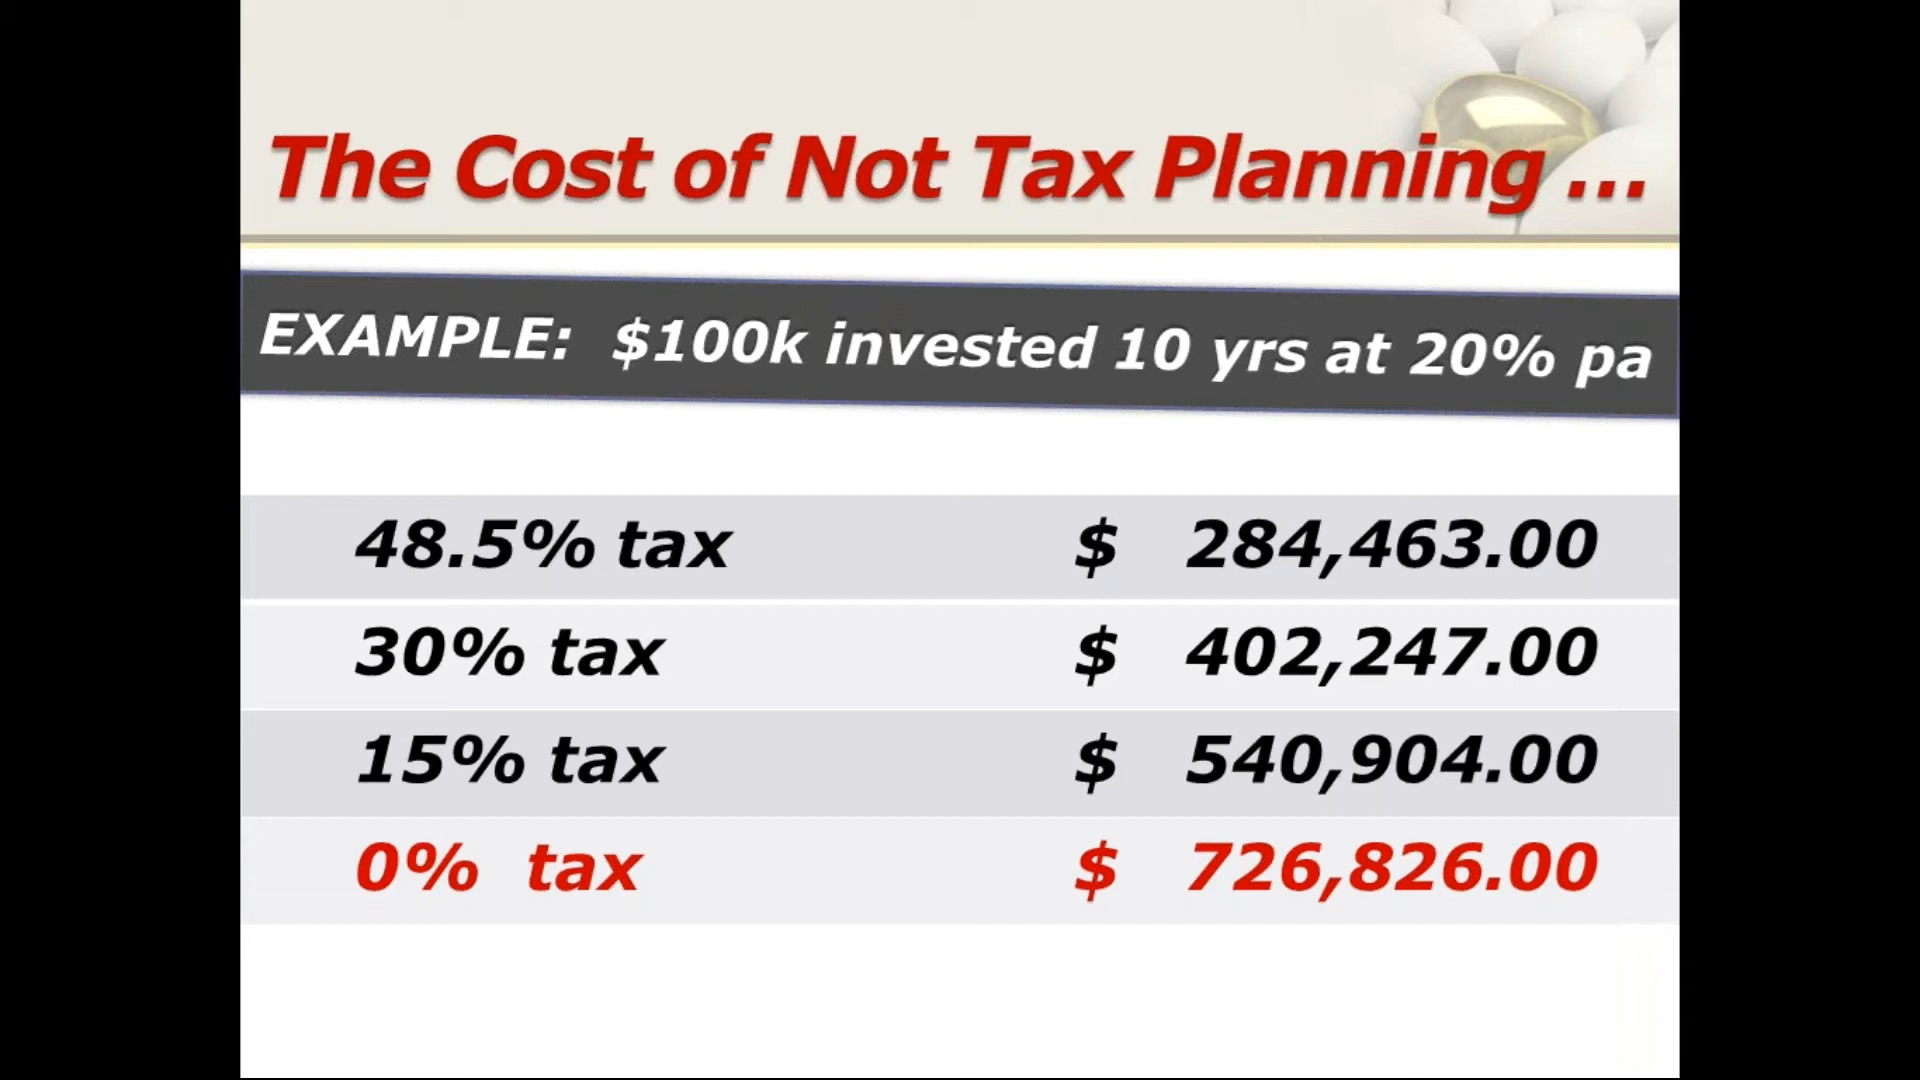 The Cost of Not Tax Planning ...
EXAMPLE: $100k invested 10 yrs at 20% pa
48.5% tax $ 284,463.00
30% tax $ 402,247.00
15% tax $ 540,904.00
0% tax $ 726,826.00